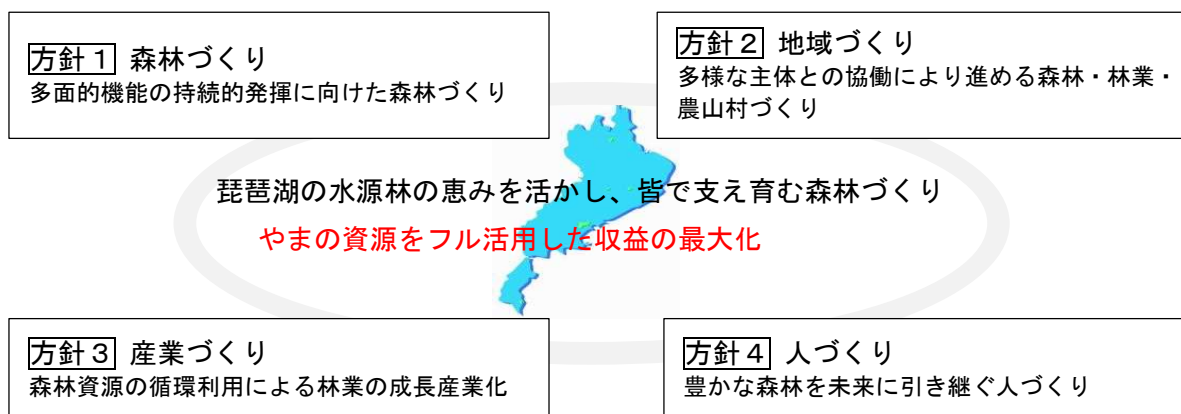 方針１ 森林づくり
多面的機能の持続的発揮に向けた森林づくり
方針２ 地域づくり
多様な主体との協働により進める森林・林業・
農山村づくり
琵琶湖の水源林の恵みを活かし、皆で支え育む森林づくり
やまの資源をフル活用した収益の最大化
方針３ 産業づくり
森林資源の循環利用による林業の成長産業化
方針４ 人づくり
豊かな森林を未来に引き継ぐ人づくり